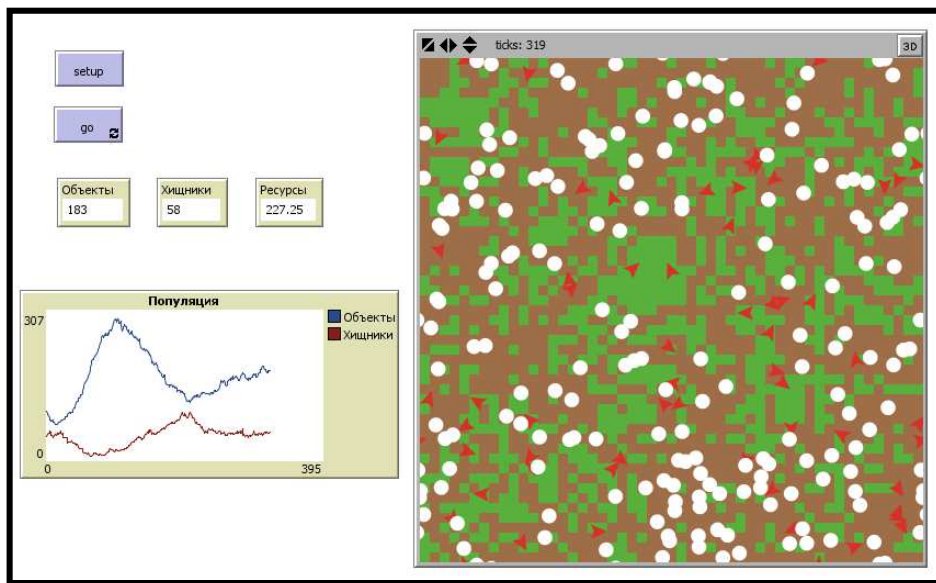 setup
go
Объекты
183
Хищники
58
Ресурсы
227.25
Популяция
307
0
0
395
Объекты
Хищники
ticks: 319
3D